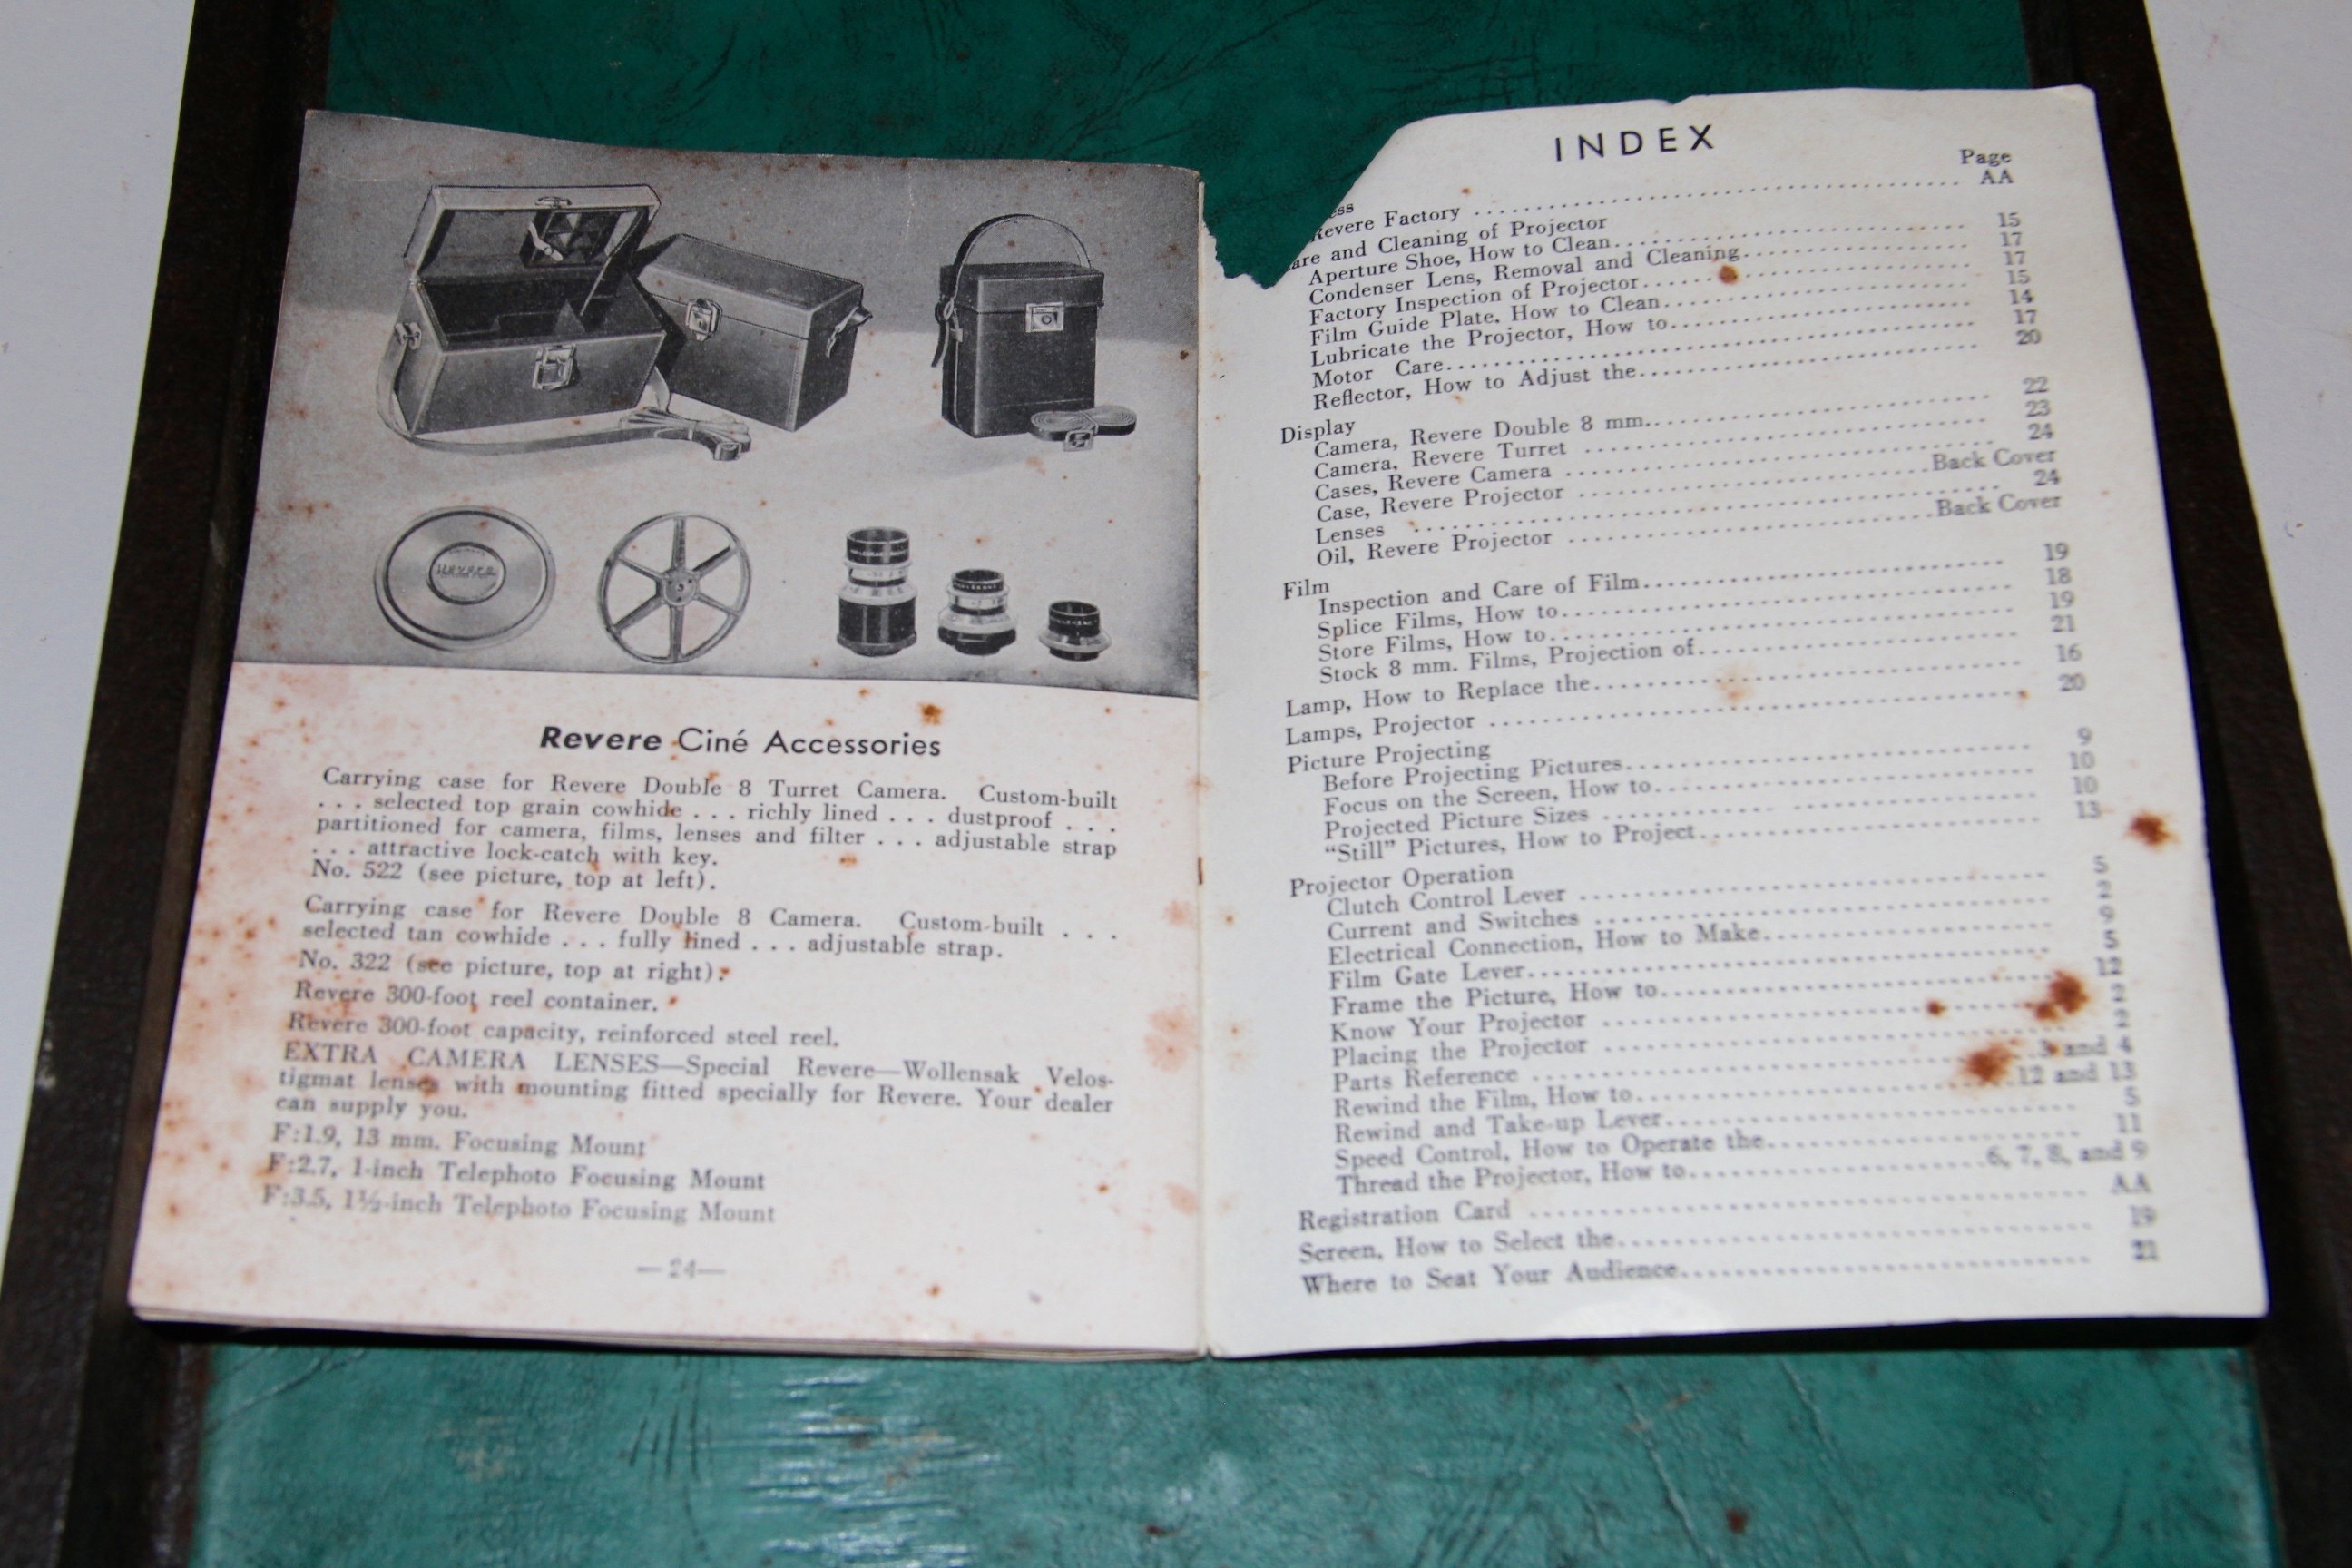 REVERE
Revere Ciné Accessories
Carrying case for Revere Double 8 Turret Camera. Custom-built
. . . selected top grain cowhide . . . richly lined . . . dustproof . . .
partitioned for camera, films, lenses and filter . . . adjustable strap
. . . attractive lock-catch with key.
No. 522 (see picture, top at left).
Carrying case for Revere Double 8 Camera. Custom-built . . .
selected tan cowhide . . . fully lined . . . adjustable strap.
No. 322 (see picture, top at right).
Revere 300-foot reel container.
Revere 300-foot capacity, reinforced steel reel.
EXTRA CAMERA LENSES—Special Revere—Wollensak Velos-
tigmat lenses with mounting fitted specially for Revere. Your dealer
can supply you.
F:1.9, 13 mm. Focusing Mount
F:2.7, 1-inch Telephoto Focusing Mount
F:3.5, 1½-inch Telephoto Focusing Mount
—24—
INDEX
Page
ess
Revere Factory ........ AA
are and Cleaning of Projector
Aperture Shoe, How to Clean........ 15
Condenser Lens, Removal and Cleaning........ 17
Factory Inspection of Projector........ 17
Film Guide Plate, How to Clean........ 15
Lubricate the Projector, How to........ 14
Motor Care........ 17
Reflector, How to Adjust the........ 20
Display
Camera, Revere Double 8 mm........ 22
Camera, Revere Turret ........ 23
Cases, Revere Camera ........ 24
Case, Revere Projector ........ Back Cover
Lenses ........ 24
Oil, Revere Projector ........ Back Cover
Film
Inspection and Care of Film........ 19
Splice Films, How to........ 18
Store Films, How to........ 19
Stock 8 mm. Films, Projection of........ 21
Lamp, How to Replace the........ 16
Lamps, Projector ........ 20
Picture Projecting
Before Projecting Pictures........ 9
Focus on the Screen, How to........ 10
Projected Picture Sizes ........ 10
"Still" Pictures, How to Project........ 13
Projector Operation
Clutch Control Lever ........ 5
Current and Switches ........ 2
Electrical Connection, How to Make........ 9
Film Gate Lever........ 5
Frame the Picture, How to........ 12
Know Your Projector ........ 2
Placing the Projector ........ 2
Parts Reference ........ 3 and 4
Rewind the Film, How to........ 12 and 13
Rewind and Take-up Lever........ 5
Speed Control, How to Operate the........ 11
Thread the Projector, How to........ 6, 7, 8, and 9
Registration Card ........ AA
Screen, How to Select the........ 19
Where to Seat Your Audience........ 21